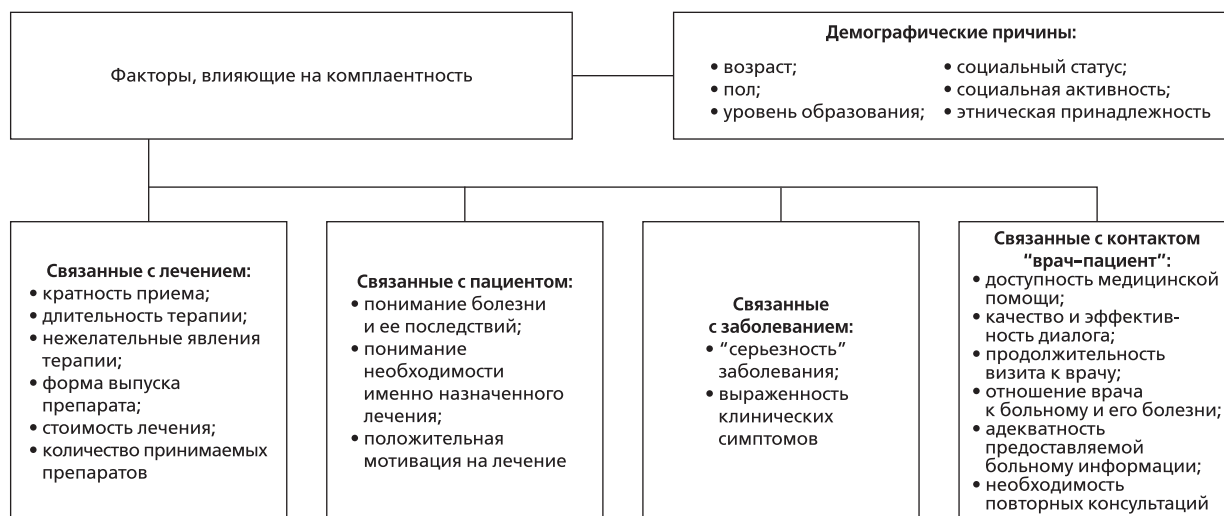 Факторы, влияющие на комплаентность
Демографические причины:
• возраст;
• пол;
• уровень образования;
• социальный статус;
• социальная активность;
• этническая принадлежность
Связанные с лечением:
• кратность приема;
• длительность терапии;
• нежелательные явления
терапии;
• форма выпуска
препарата;
• стоимость лечения;
• количество принимаемых
препаратов
Связанные с пациентом:
• понимание болезни
и ее последствий;
• понимание
необходимости
именно назначенного
лечения;
• положительная
мотивация на лечение
Связанные
с заболеванием:
• “серьезность”
заболевания;
• выраженность
клинических
симптомов
Связанные с контактом
“врач–пациент”:
• доступность медицинской
помощи;
• качество и эффектив-
ность диалога;
• продолжительность
визита к врачу;
• отношение врача
к больному и его болезни;
• адекватность
предоставляемой
больному информации;
• необходимость
повторных консультаций